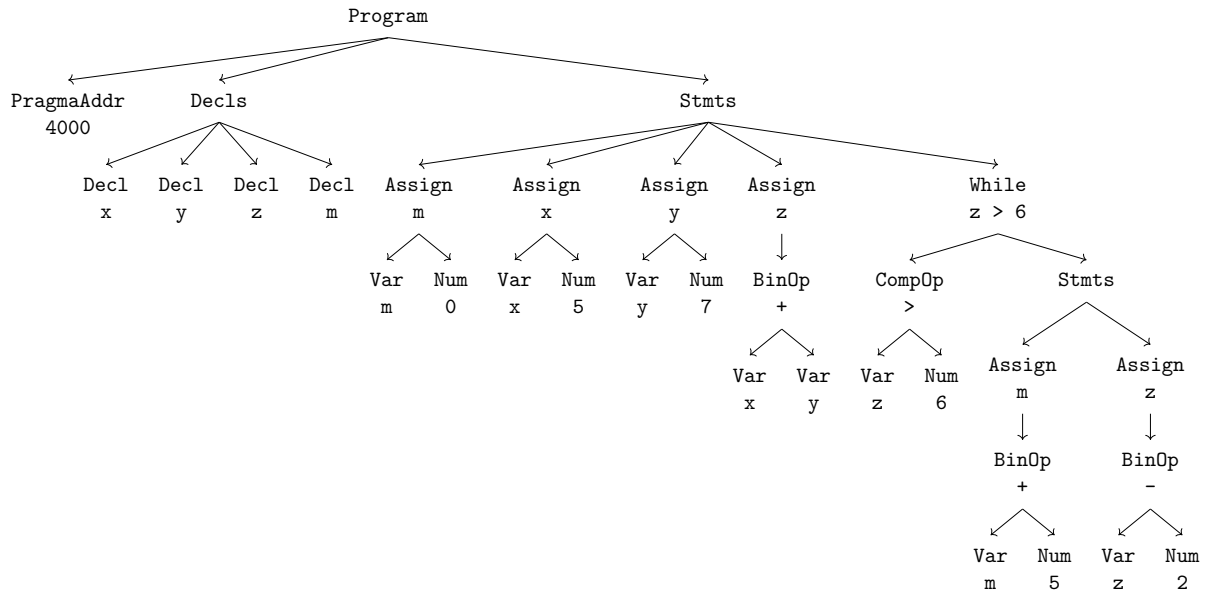 Program
PragmaAddr Decls Stmts
4000
Decl Decl Decl Decl Assign Assign Assign Assign While
x y z m m x y z z > 6
Var Num Var Num Var Num BinOp CompOp Stmts
m 0 x 5 y 7 + >
Var Var Var Num Assign Assign
x y z 6 m z
BinOp BinOp
+ -
Var Num Var Num
m 5 z 2